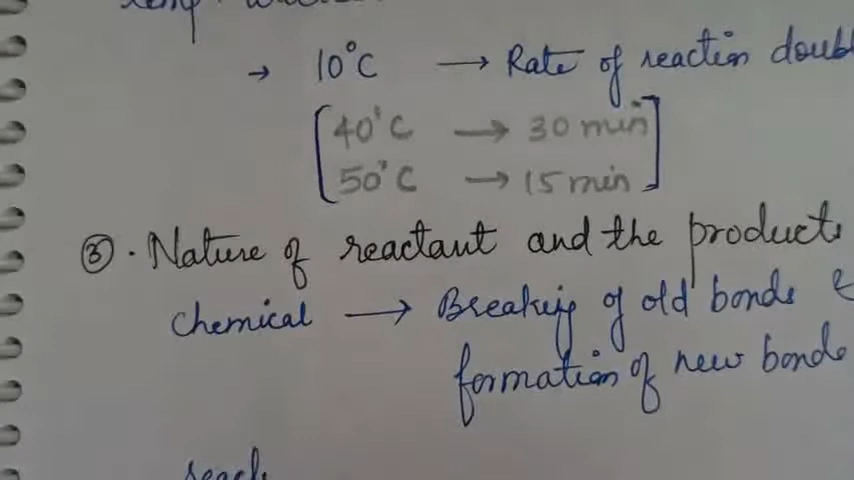 → 10°C → Rate of reaction doubl
40°C → 30 min
50°C → 15 min
③. Nature of reactant and the products
chemical → Breaking of old bonds &
formation of new bonds